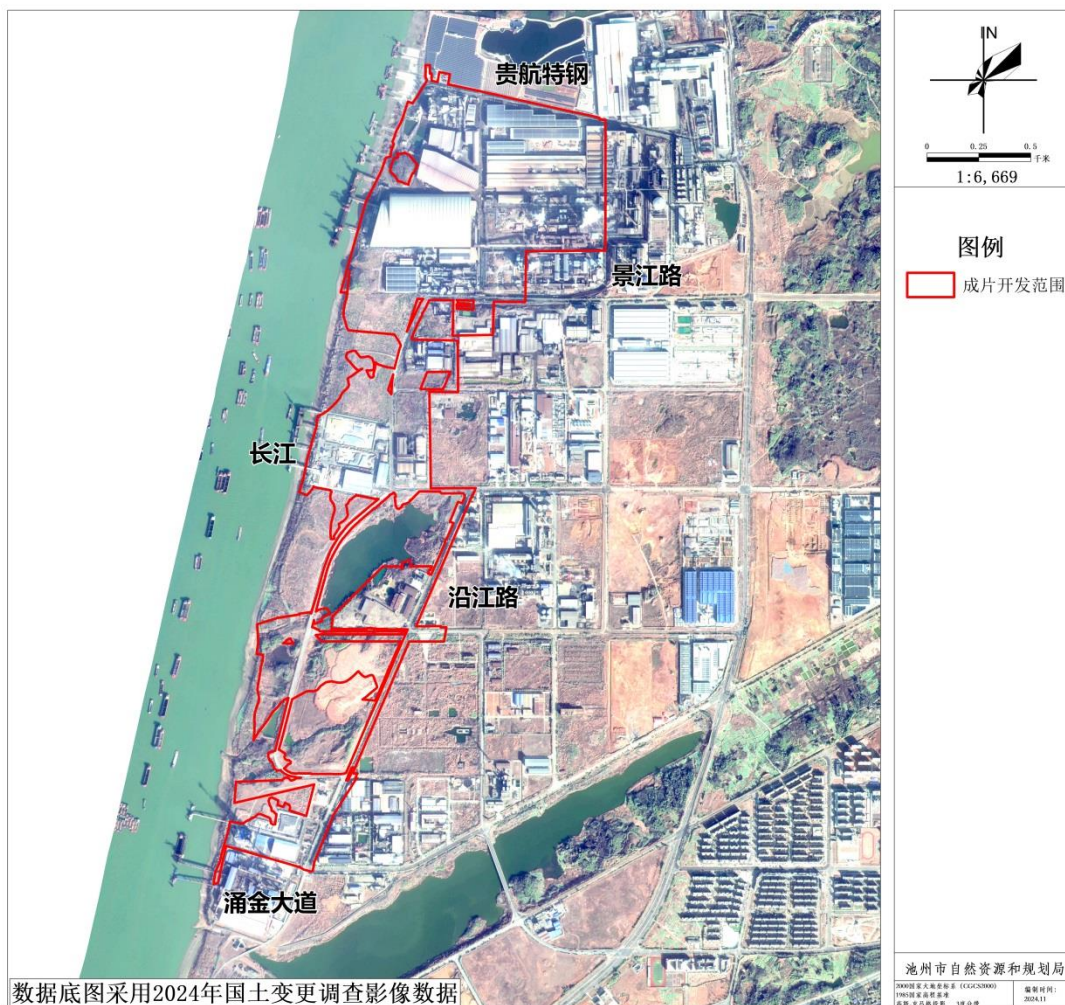 贵航特钢
景江路
长江
沿江路
涌金大道
数据底图采用2024年国土变更调查影像数据
N
0 0.25 0.5
千米
1:6,669
图例
成片开发范围
池州市自然资源和规划局
2000国家大地坐标系（CGCS2000）
1985国家高程基准
编制时间：
2024.11